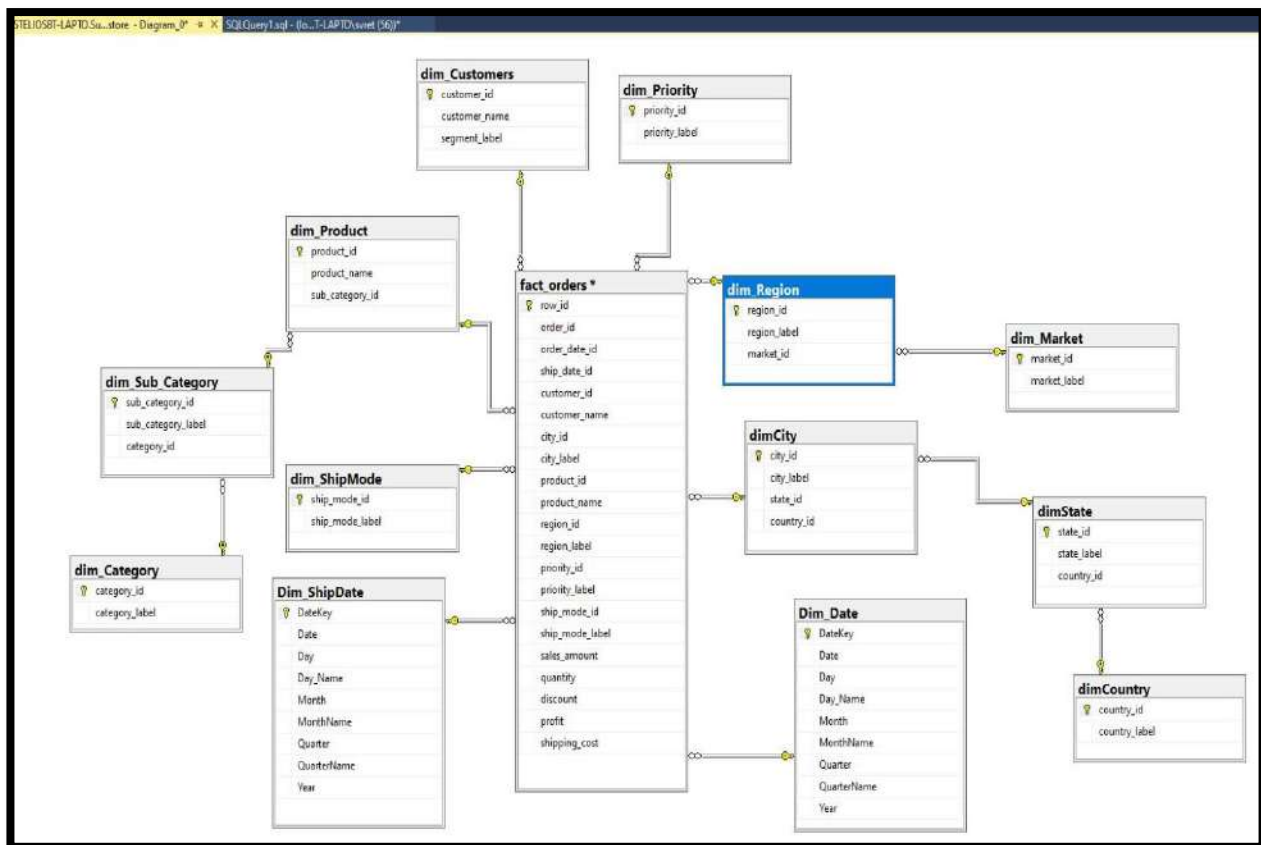 STELIOSBT-LAPTO.Su...store - Diagram_0* X SQLQuery1.sql - (lo...T-LAPTO\svret (56))*
dim_Customers
customer_id
customer_name
segment_label
dim_Priority
priority_id
priority_label
dim_Product
product_id
product_name
sub_category_id
fact_orders *
row_id
order_id
order_date_id
ship_date_id
customer_id
customer_name
city_id
city_label
product_id
product_name
region_id
region_label
priority_id
priority_label
ship_mode_id
ship_mode_label
sales_amount
quantity
discount
profit
shipping_cost
dim_Region
region_id
region_label
market_id
dim_Market
market_id
market_label
dim_Sub_Category
sub_category_id
sub_category_label
category_id
dimCity
city_id
city_label
state_id
country_id
dim_ShipMode
ship_mode_id
ship_mode_label
dimState
state_id
state_label
country_id
dim_Category
category_id
category_label
Dim_ShipDate
DateKey
Date
Day
Day_Name
Month
MonthName
Quarter
QuarterName
Year
Dim_Date
DateKey
Date
Day
Day_Name
Month
MonthName
Quarter
QuarterName
Year
dimCountry
country_id
country_label